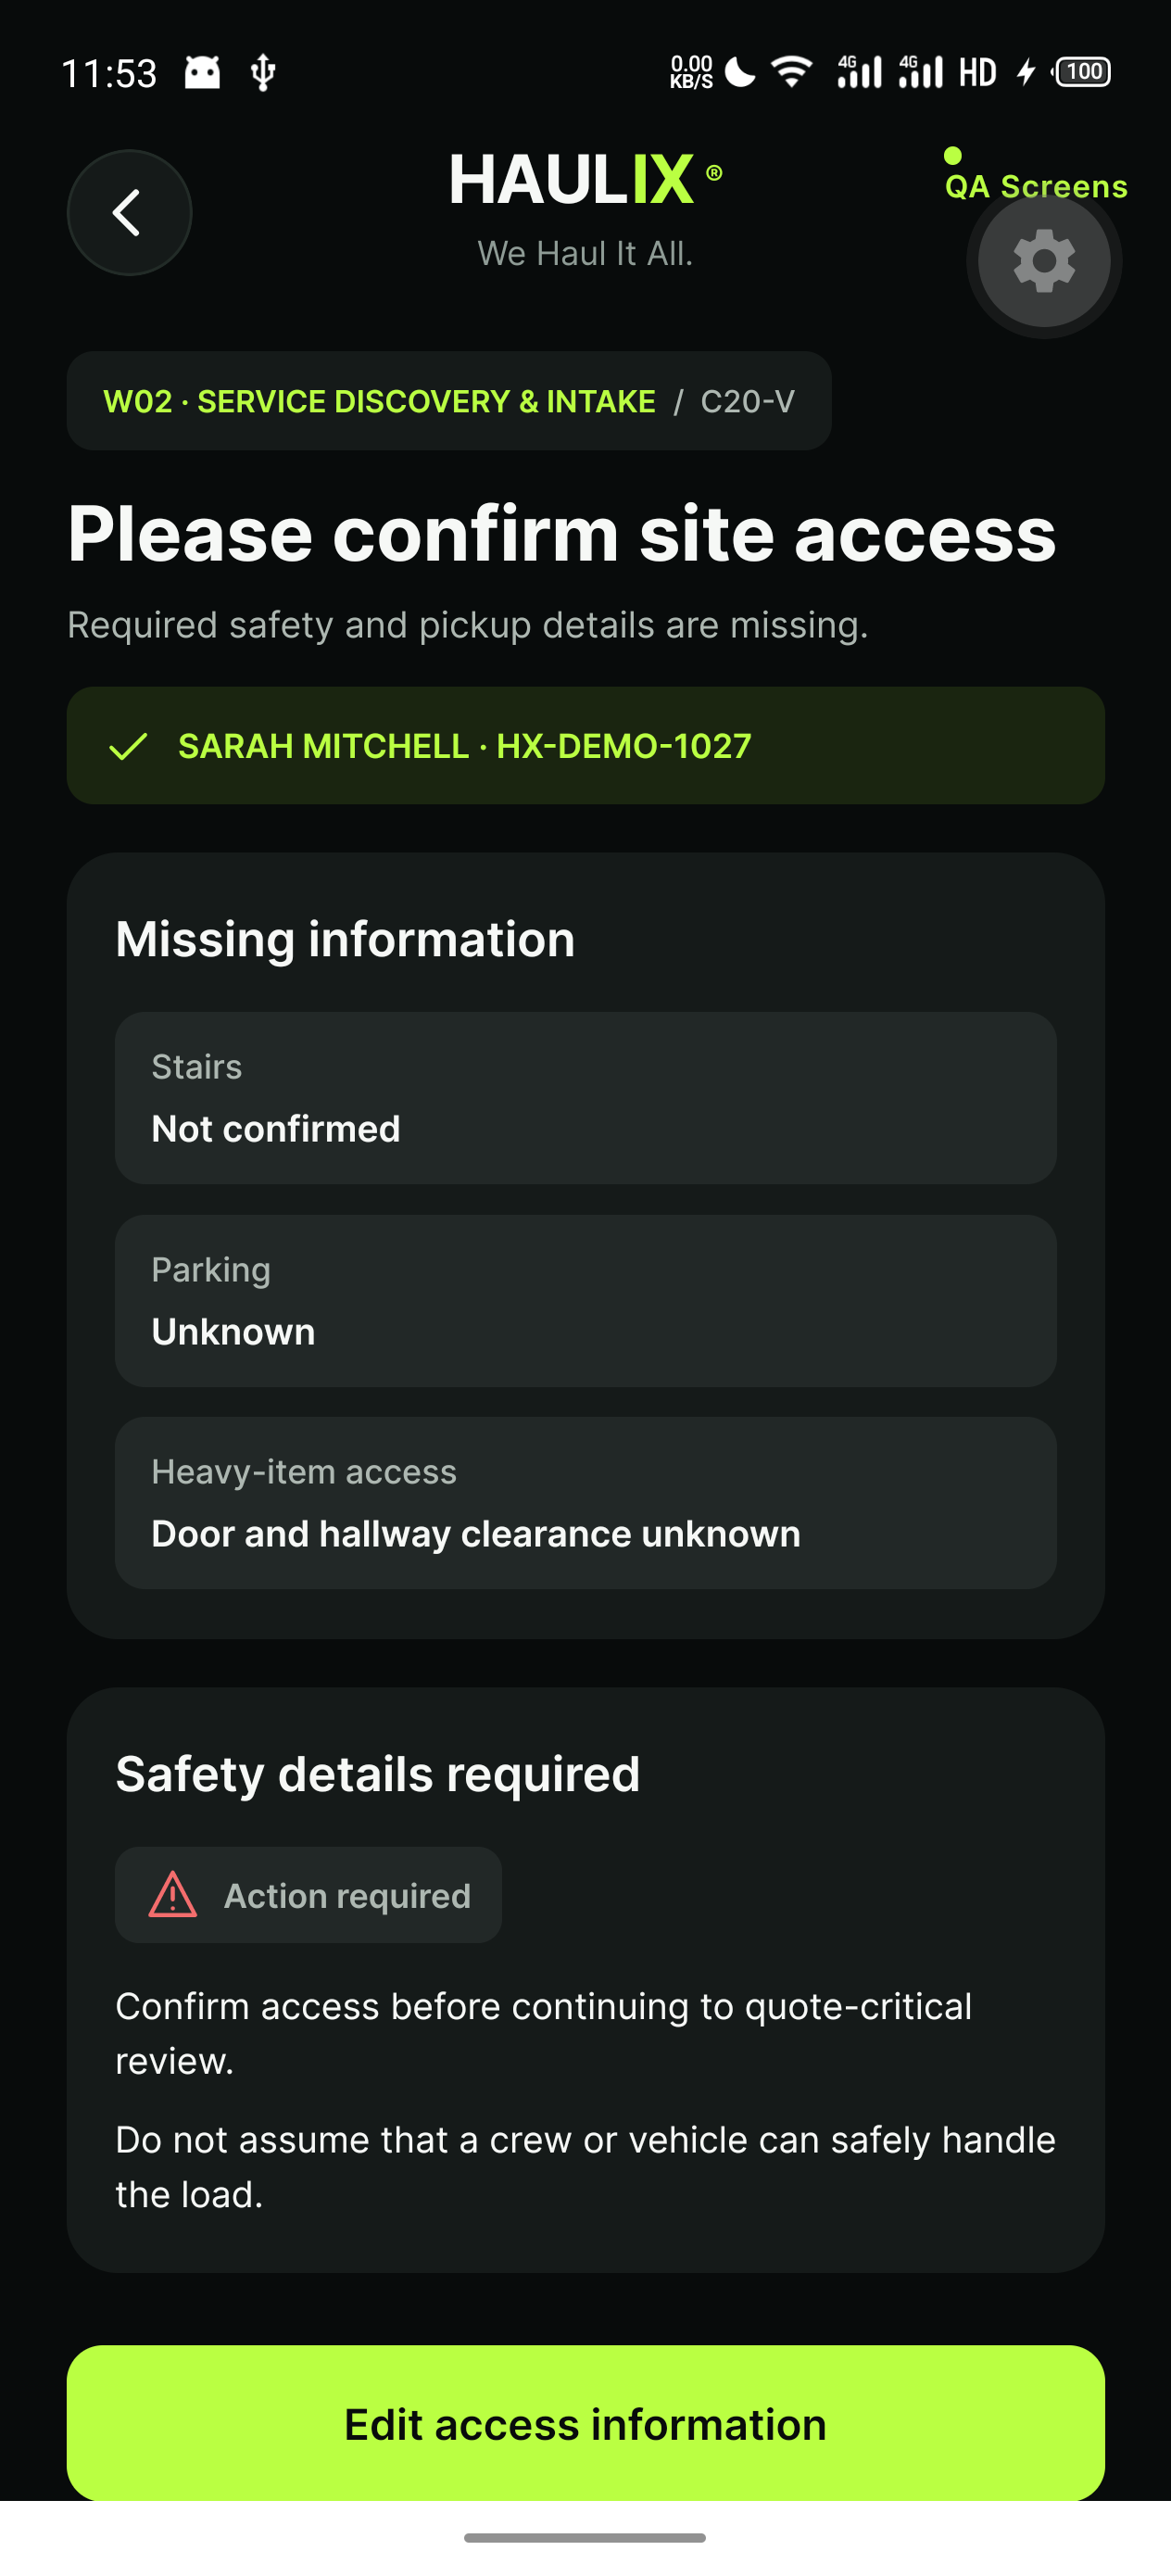 11:53
0.00
KB/S
4G
4G
HD
100
HAULIX ®
We Haul It All.
QA Screens
W02 · SERVICE DISCOVERY & INTAKE / C20-V
Please confirm site access
Required safety and pickup details are missing.
SARAH MITCHELL · HX-DEMO-1027
Missing information
Stairs
Not confirmed
Parking
Unknown
Heavy-item access
Door and hallway clearance unknown
Safety details required
Action required
Confirm access before continuing to quote-critical
review.
Do not assume that a crew or vehicle can safely handle
the load.
Edit access information